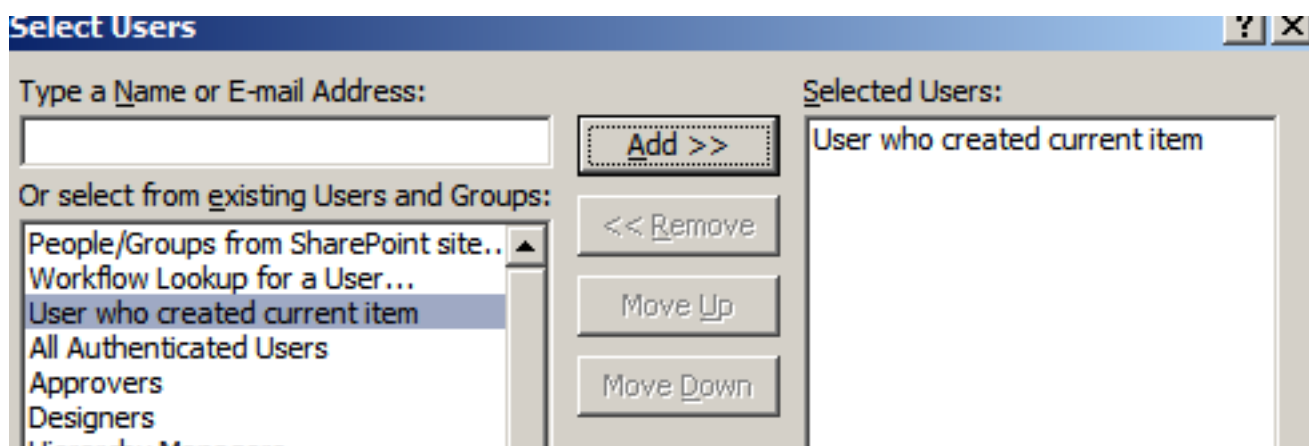 Select Users
? X
Type a Name or E-mail Address:
Add >>
Or select from existing Users and Groups:
<< Remove
People/Groups from SharePoint site..
Workflow Lookup for a User...
User who created current item
All Authenticated Users
Approvers
Designers
Move Up
Move Down
Selected Users:
User who created current item